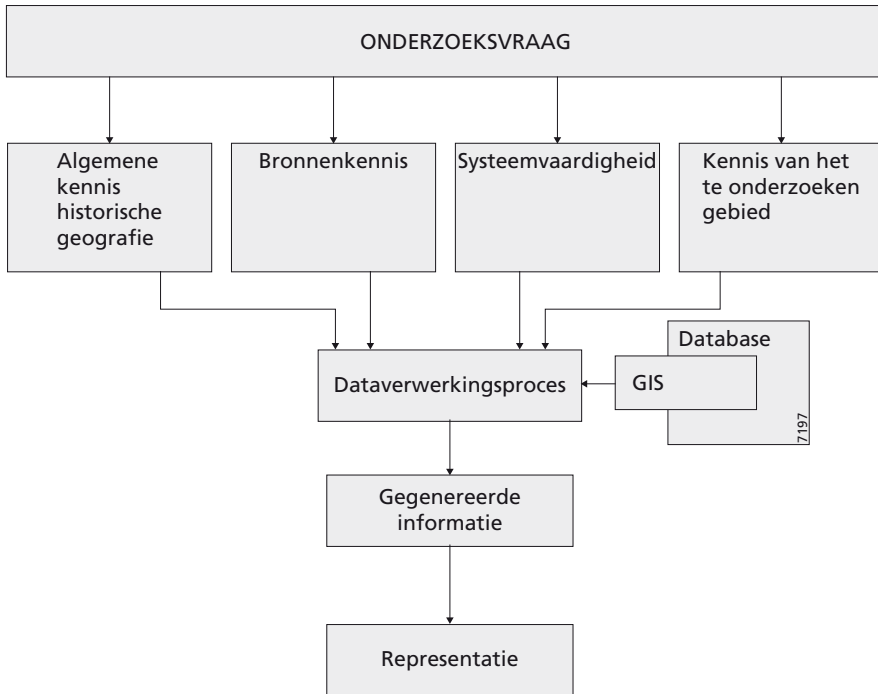 ONDERZOEKSVRAAG
Algemene
kennis
historische
geografie
Bronnenkennis
Systeemvaardigheid
Kennis van het
te onderzoeken
gebied
Database
GIS
7197
Dataverwerkingsproces
Gegenereerde
informatie
Representatie